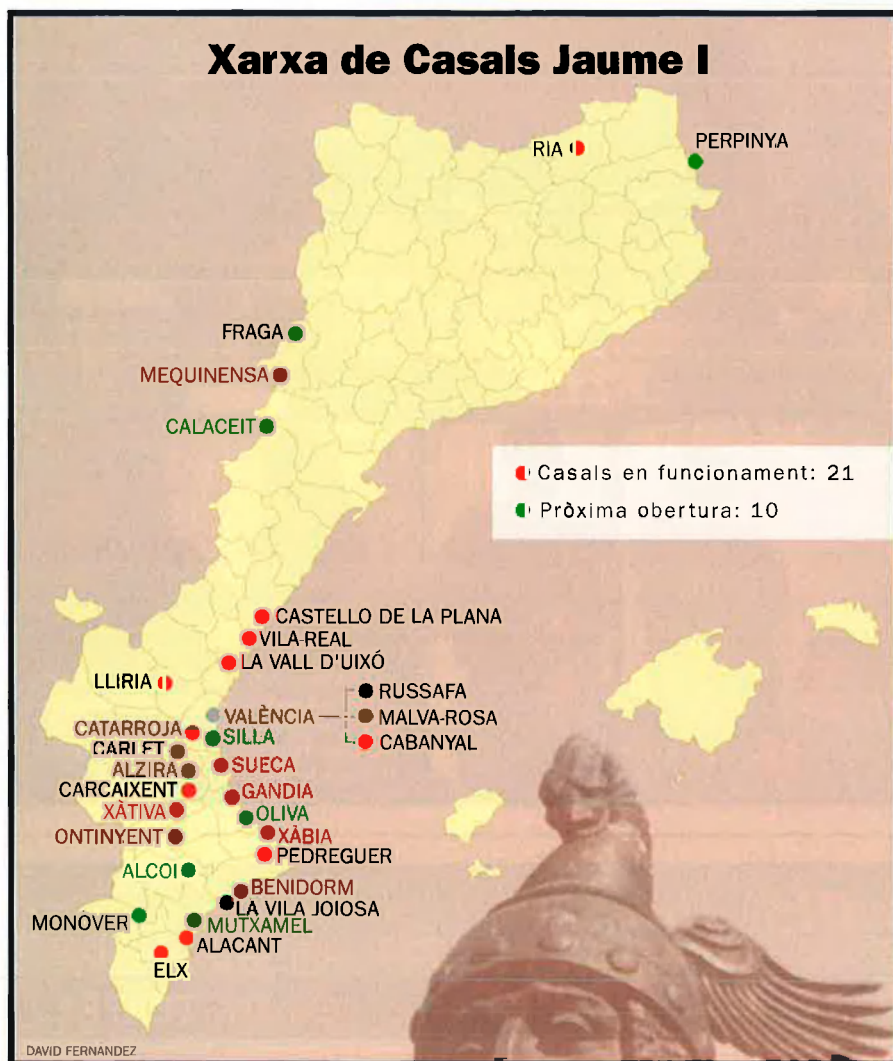 Xarxa de Casals Jaume I
RIA
PERPINYA
FRAGA
MEQUINENSA
CALACEIT
Casals en funcionament: 21
Pròxima obertura: 10
CASTELLO DE LA PLANA
VILA-REAL
LA VALL D'UIXÓ
LLIRIA
RUSSAFA
VALÈNCIA
MALVA-ROSA
CATARROJA
SILLA
CABANYAL
CARLET
ALZIRA
SUECA
CARCAIXENT
GANDIA
XÀTIVA
OLIVA
ONTINYENT
XÀBIA
PEDREGUER
ALCOI
BENIDORM
LA VILA JOIOSA
MONÒVER
MUTXAMEL
ALACANT
ELX
DAVID FERNANDEZ